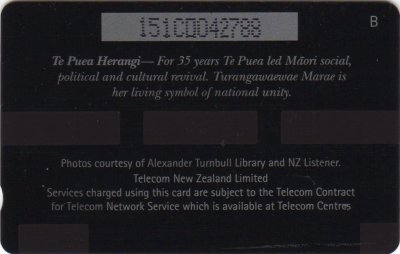 151CDD42788
B
Te Puea Herangi— For 35 years Te Puea led Māori social,
political and cultural revival. Turangawaewae Marae is
her living symbol of national unity.
Photos courtesy of Alexander Turnbull Library and NZ Listener.
Telecom New Zealand Limited
Services charged using this card are subject to the Telecom Contract
for Telecom Network Service which is available at Telecom Centres